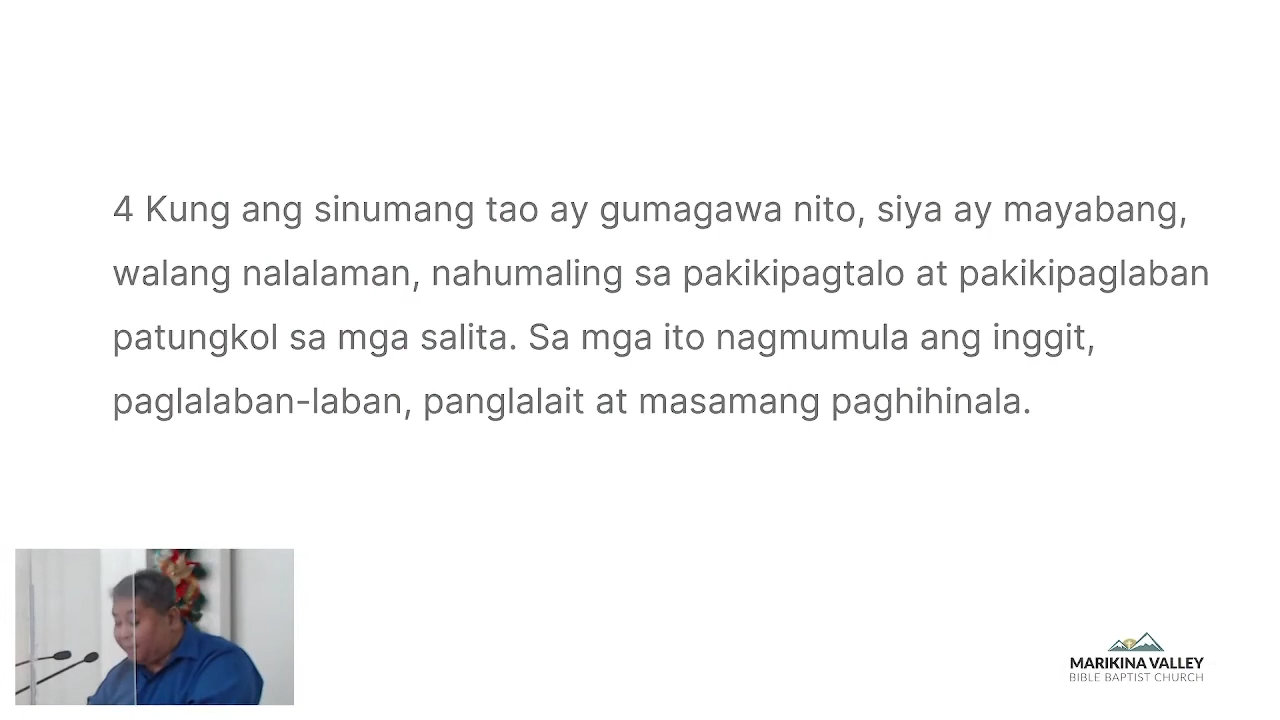 4 Kung ang sinumang tao ay gumagawa nito, siya ay mayabang,
walang nalalaman, nahumaling sa pakikipagtalo at pakikipaglaban
patungkol sa mga salita. Sa mga ito nagmumula ang inggit,
paglalaban-laban, panglalait at masamang paghihinala.
MARIKINA VALLEY
BIBLE BAPTIST CHURCH